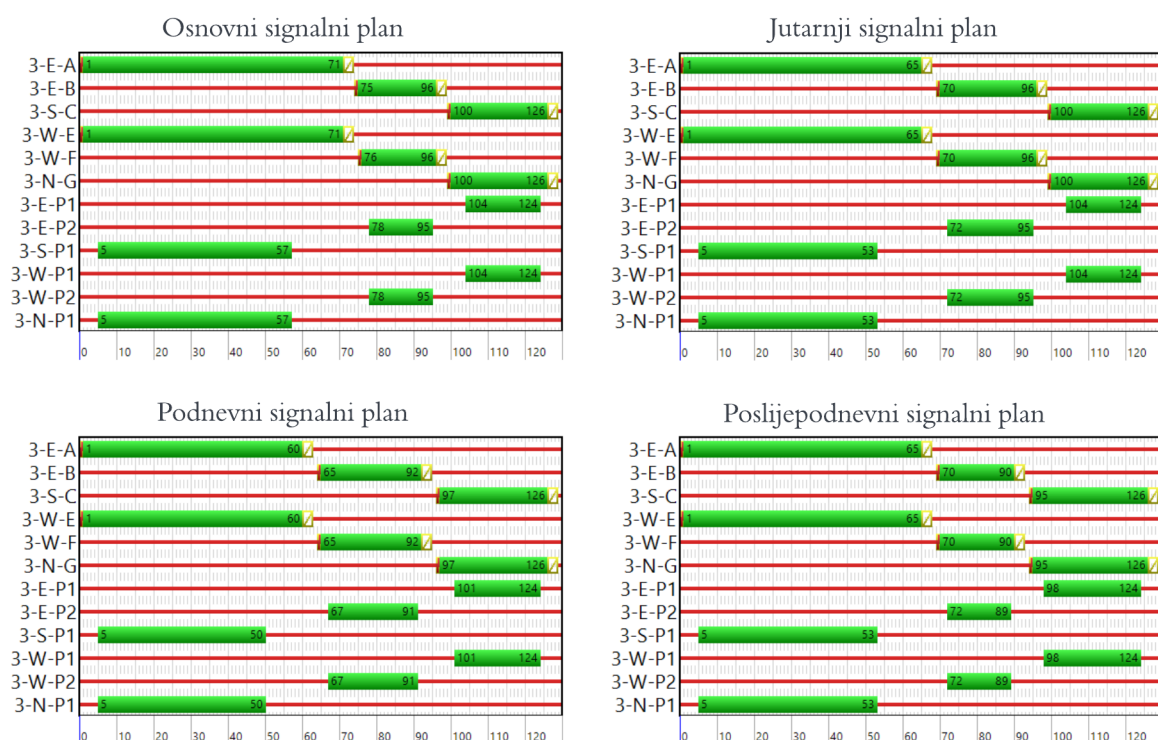 Osnovni signalni plan
3-E-A 1 71
3-E-B 75 96
3-S-C 100 126
3-W-E 1 71
3-W-F 76 96
3-N-G 100 126
3-E-P1 104 124
3-E-P2 78 95
3-S-P1 5 57
3-W-P1 104 124
3-W-P2 78 95
3-N-P1 5 57
0 10 20 30 40 50 60 70 80 90 100 110 120
Jutarnji signalni plan
3-E-A 1 65
3-E-B 70 96
3-S-C 100 126
3-W-E 1 65
3-W-F 70 96
3-N-G 100 126
3-E-P1 104 124
3-E-P2 72 95
3-S-P1 5 53
3-W-P1 104 124
3-W-P2 72 95
3-N-P1 5 53
0 10 20 30 40 50 60 70 80 90 100 110 120
Podnevni signalni plan
3-E-A 1 60
3-E-B 65 92
3-S-C 97 126
3-W-E 1 60
3-W-F 65 92
3-N-G 97 126
3-E-P1 101 124
3-E-P2 67 91
3-S-P1 5 50
3-W-P1 101 124
3-W-P2 67 91
3-N-P1 5 50
0 10 20 30 40 50 60 70 80 90 100 110 120
Poslijepodnevni signalni plan
3-E-A 1 65
3-E-B 70 90
3-S-C 95 126
3-W-E 1 65
3-W-F 70 90
3-N-G 95 126
3-E-P1 98 124
3-E-P2 72 89
3-S-P1 5 53
3-W-P1 98 124
3-W-P2 72 89
3-N-P1 5 53
0 10 20 30 40 50 60 70 80 90 100 110 120